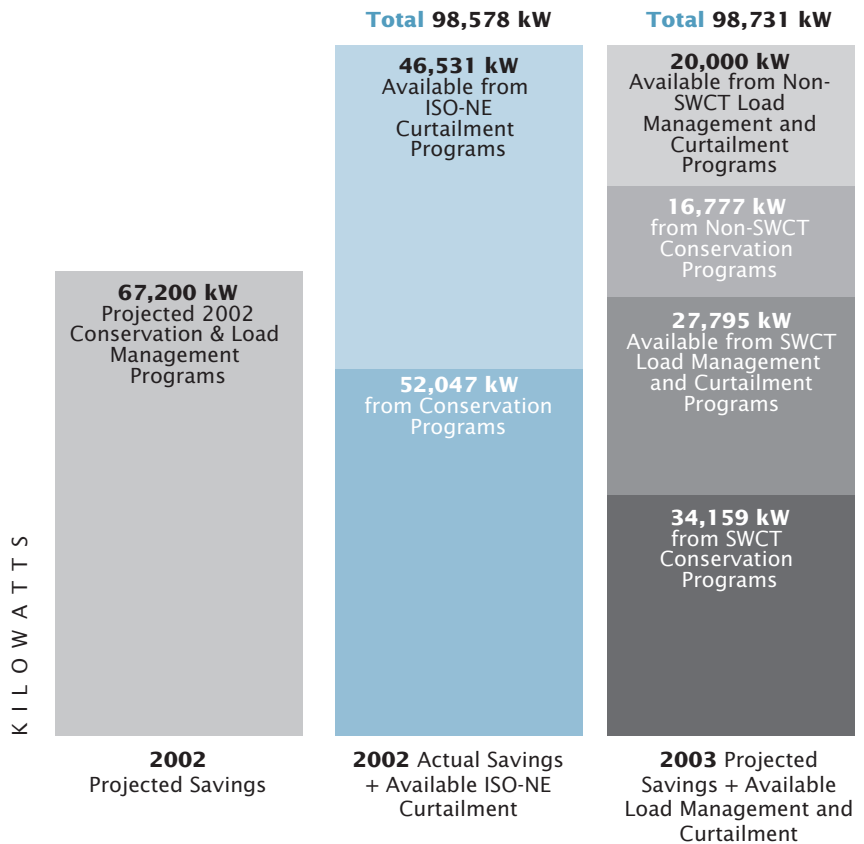 Total 98,578 kW
Total 98,731 kW
KILOWATTS
67,200 kW
Projected 2002
Conservation & Load
Management
Programs
2002
Projected Savings
46,531 kW
Available from
ISO-NE
Curtailment
Programs
52,047 kW
from Conservation
Programs
2002 Actual Savings
+ Available ISO-NE
Curtailment
20,000 kW
Available from Non-
SWCT Load
Management and
Curtailment
Programs
16,777 kW
from Non-SWCT
Conservation
Programs
27,795 kW
Available from SWCT
Load Management
and Curtailment
Programs
34,159 kW
from SWCT
Conservation
Programs
2003 Projected
Savings + Available
Load Management and
Curtailment